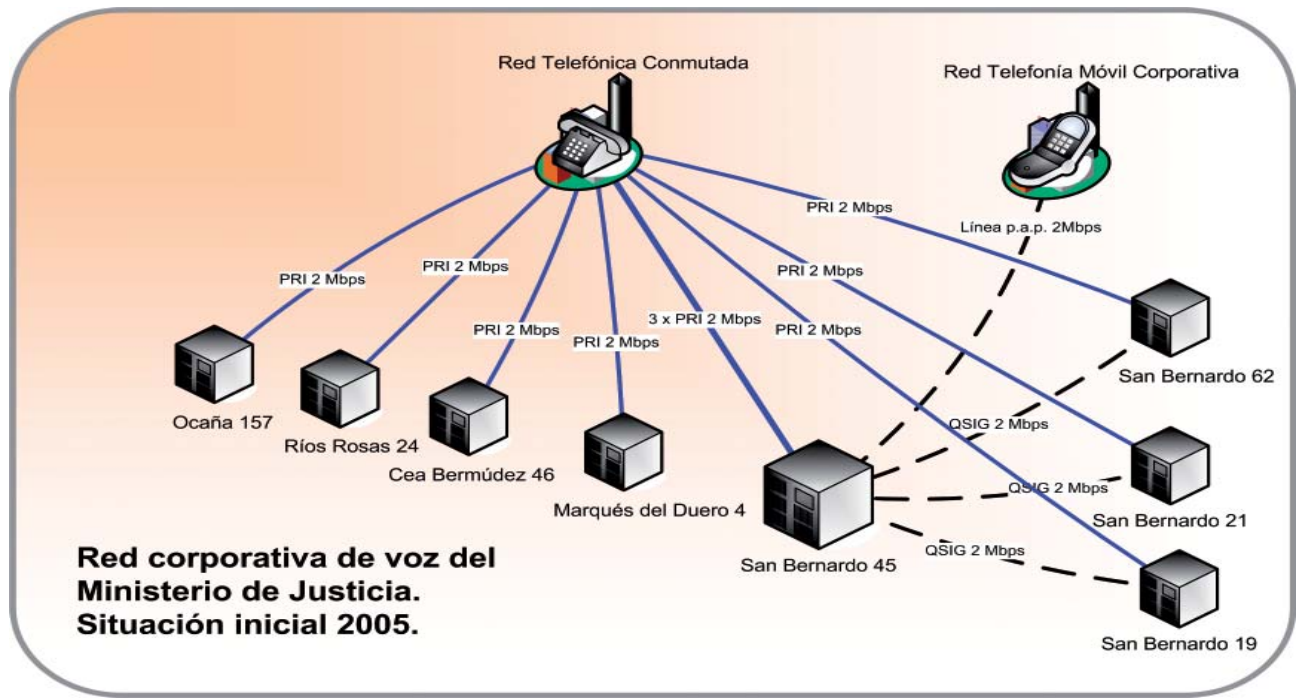 Red Telefónica Conmutada
Red Telefonía Móvil Corporativa
PRI 2 Mbps
Línea p.a.p. 2Mbps
PRI 2 Mbps
PRI 2 Mbps
PRI 2 Mbps
PRI 2 Mbps
PRI 2 Mbps
3 x PRI 2 Mbps
PRI 2 Mbps
Ocaña 157
Ríos Rosas 24
Cea Bermúdez 46
Marqués del Duero 4
San Bernardo 45
San Bernardo 62
QSIG 2 Mbps
QSIG 2 Mbps
San Bernardo 21
QSIG 2 Mbps
San Bernardo 19
Red corporativa de voz del
Ministerio de Justicia.
Situación inicial 2005.